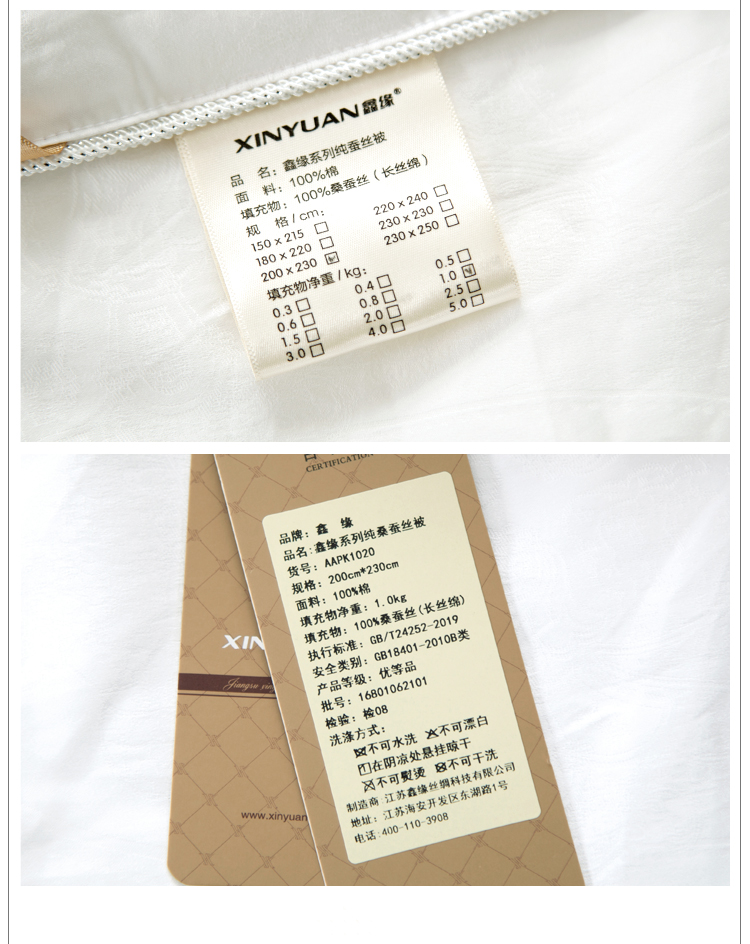 XINYUAN鑫缘®
品 名：鑫缘系列纯蚕丝被
面 料：100%棉
填充物：100%桑蚕丝（长丝绵）
规 格/cm：
150 x 215 □ 220 x 240 □
180 x 220 □ 230 x 230 □
200 x 230 ☑ 230 x 250 □
填充物净重/kg：
0.3 □ 0.4 □ 0.5 □
0.6 □ 0.8 □ 1.0 ☑
1.5 □ 2.0 □ 2.5 □
3.0 □ 4.0 □ 5.0 □
CERTIFICATION
品牌：鑫 缘
品名：鑫缘系列纯桑蚕丝被
货号：AAPK1020
规格：200cm*230cm
面料：100%棉
填充物净重：1.0kg
填充物：100%桑蚕丝(长丝绵)
执行标准：GB/T24252-2019
安全类别：GB18401-2010B类
产品等级：优等品
批号：16801062101
检验：检08
洗涤方式：
不可水洗 不可漂白
在阴凉处悬挂晾干
不可熨烫 不可干洗
制造商：江苏鑫缘丝绸科技有限公司
地址：江苏海安开发区东湖路1号
电话：400-110-3908
XIN
Jiangsu xin
www.xinyuan